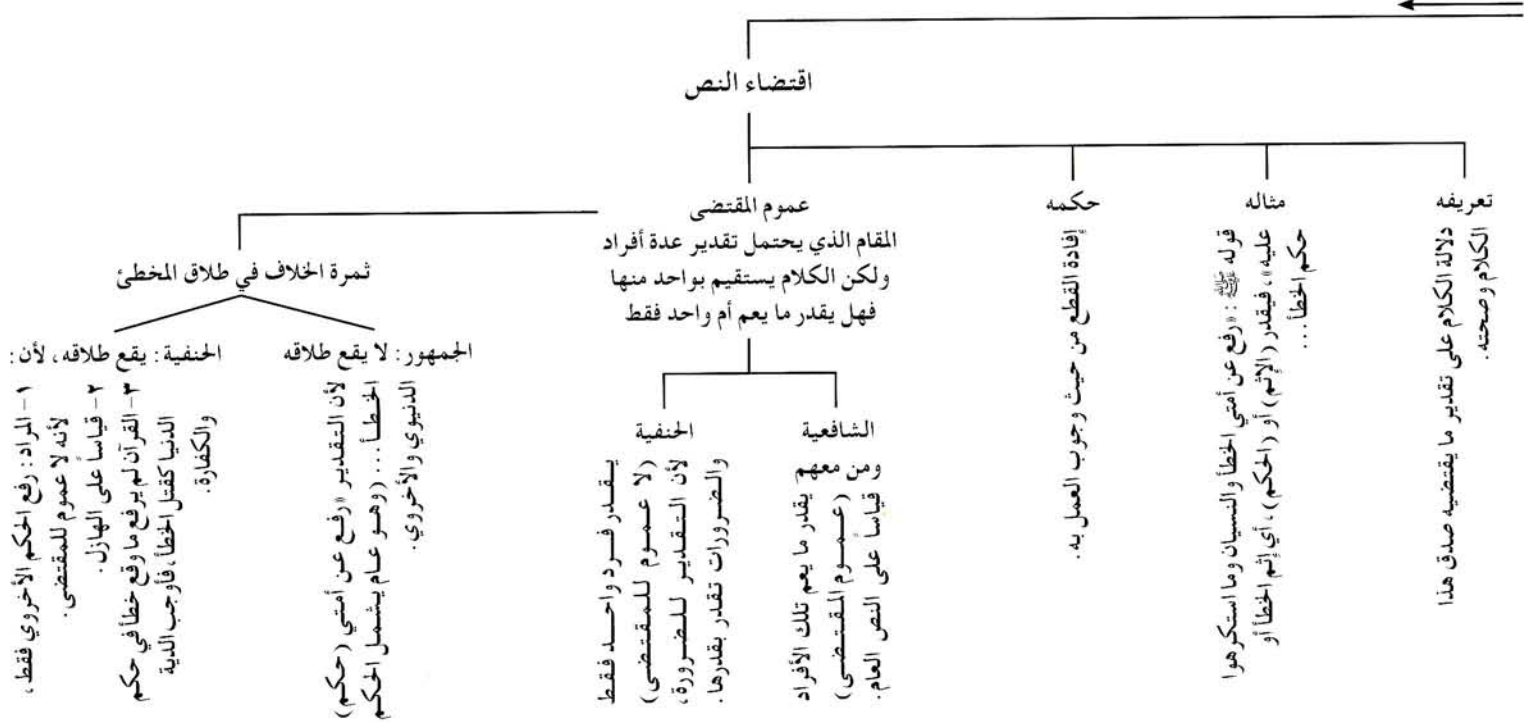 اقتضاء النص
تعريفه
دلالة الكلام على تقدير ما يقتضيه صدق هذا
الكلام وصحته.
مثاله
قوله ﷺ : «رفع عن أمتي الخطأ والنسيان وما استكرهوا
عليه»، فيقدر (الإثم) أو (الحكم)، أي إثم الخطأ أو
حكم الخطأ...
حكمه
إفادة القطع من حيث وجوب العمل به.
عموم المقتضى
المقام الذي يحتمل تقدير عدة أفراد
ولكن الكلام يستقيم بواحد منها
فهل يقدر ما يعم أم واحد فقط
الشافعية
ومن معهم
يقدر ما يعم تلك الأفراد
(عموم المقتضى)
قياساً على النص العام.
الحنفية
يقدر فرد واحد فقط
(لا عموم للمقتضى)
لأن التقدير للضرورة،
والضرورات تقدر بقدرها.
ثمرة الخلاف في طلاق المخطئ
الجمهور: لا يقع طلاقه
لأن التقدير «رفع عن أمتي (حكم)
الخطأ... (وهو عام يشمل الحكم
الدنيوي والأخروي.
الحنفية: يقع طلاقه، لأن:
١- المراد: رفع الحكم الأخروي فقط،
لأنه لا عموم للمقتضى.
٢- قياساً على الهازل.
٣- القرآن لم يرفع ما وقع خطأ في حكم
الدنيا كقتل الخطأ، فأوجب الدية
والكفارة.